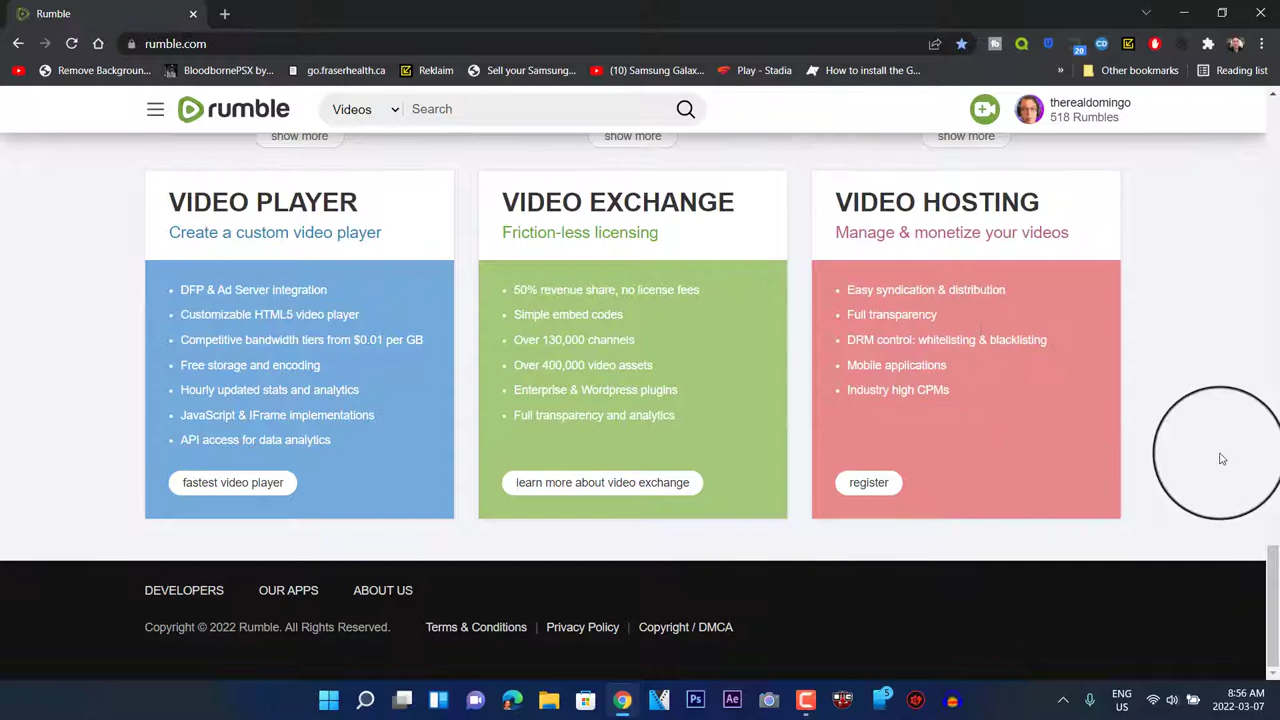 Rumble
rumble.com
20
CD
Remove Backgroun...
BloodbornePSX by...
go.fraserhealth.ca
Reklaim
Sell your Samsung...
(10) Samsung Galax...
Play - Stadia
How to install the G...
»
Other bookmarks
Reading list
rumble
Videos
Search
therealdomingo
518 Rumbles
show more
show more
show more
VIDEO PLAYER
Create a custom video player
• DFP & Ad Server integration
• Customizable HTML5 video player
• Competitive bandwidth tiers from $0.01 per GB
• Free storage and encoding
• Hourly updated stats and analytics
• JavaScript & IFrame implementations
• API access for data analytics
fastest video player
VIDEO EXCHANGE
Friction-less licensing
• 50% revenue share, no license fees
• Simple embed codes
• Over 130,000 channels
• Over 400,000 video assets
• Enterprise & Wordpress plugins
• Full transparency and analytics
learn more about video exchange
VIDEO HOSTING
Manage & monetize your videos
• Easy syndication & distribution
• Full transparency
• DRM control: whitelisting & blacklisting
• Mobile applications
• Industry high CPMs
register
DEVELOPERS
OUR APPS
ABOUT US
Copyright © 2022 Rumble. All Rights Reserved.
Terms & Conditions | Privacy Policy | Copyright / DMCA
Ps
Ae
5
ENG
US
8:56 AM
2022-03-07